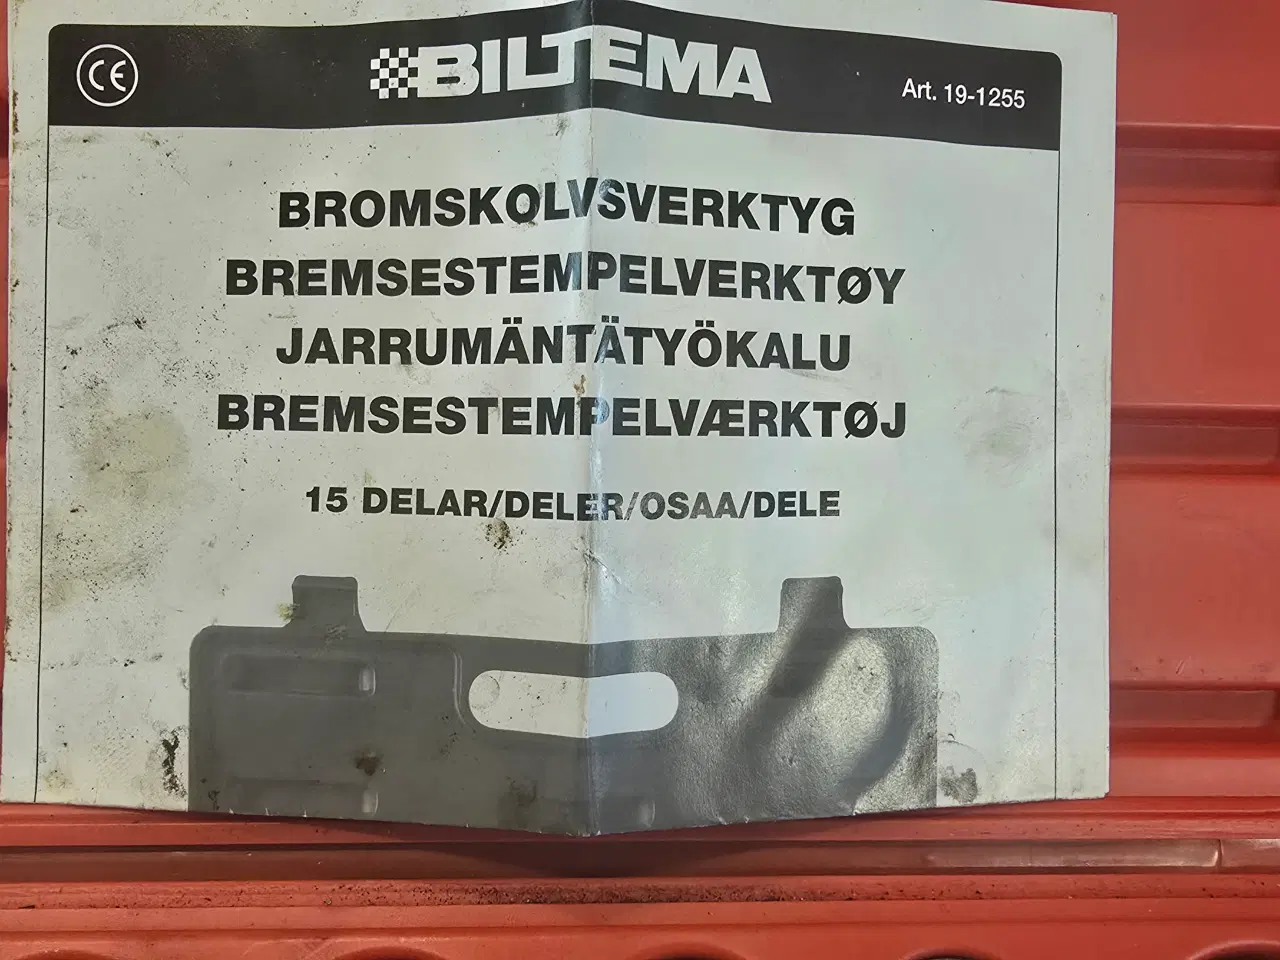 CE
BILTEMA
Art. 19-1255
BROMSKOLVSVERKTYG
BREMSESTEMPELVERKTØY
JARRUMÄNTÄTYÖKALU
BREMSESTEMPELVÆRKTØJ
15 DELAR/DELER/OSAA/DELE